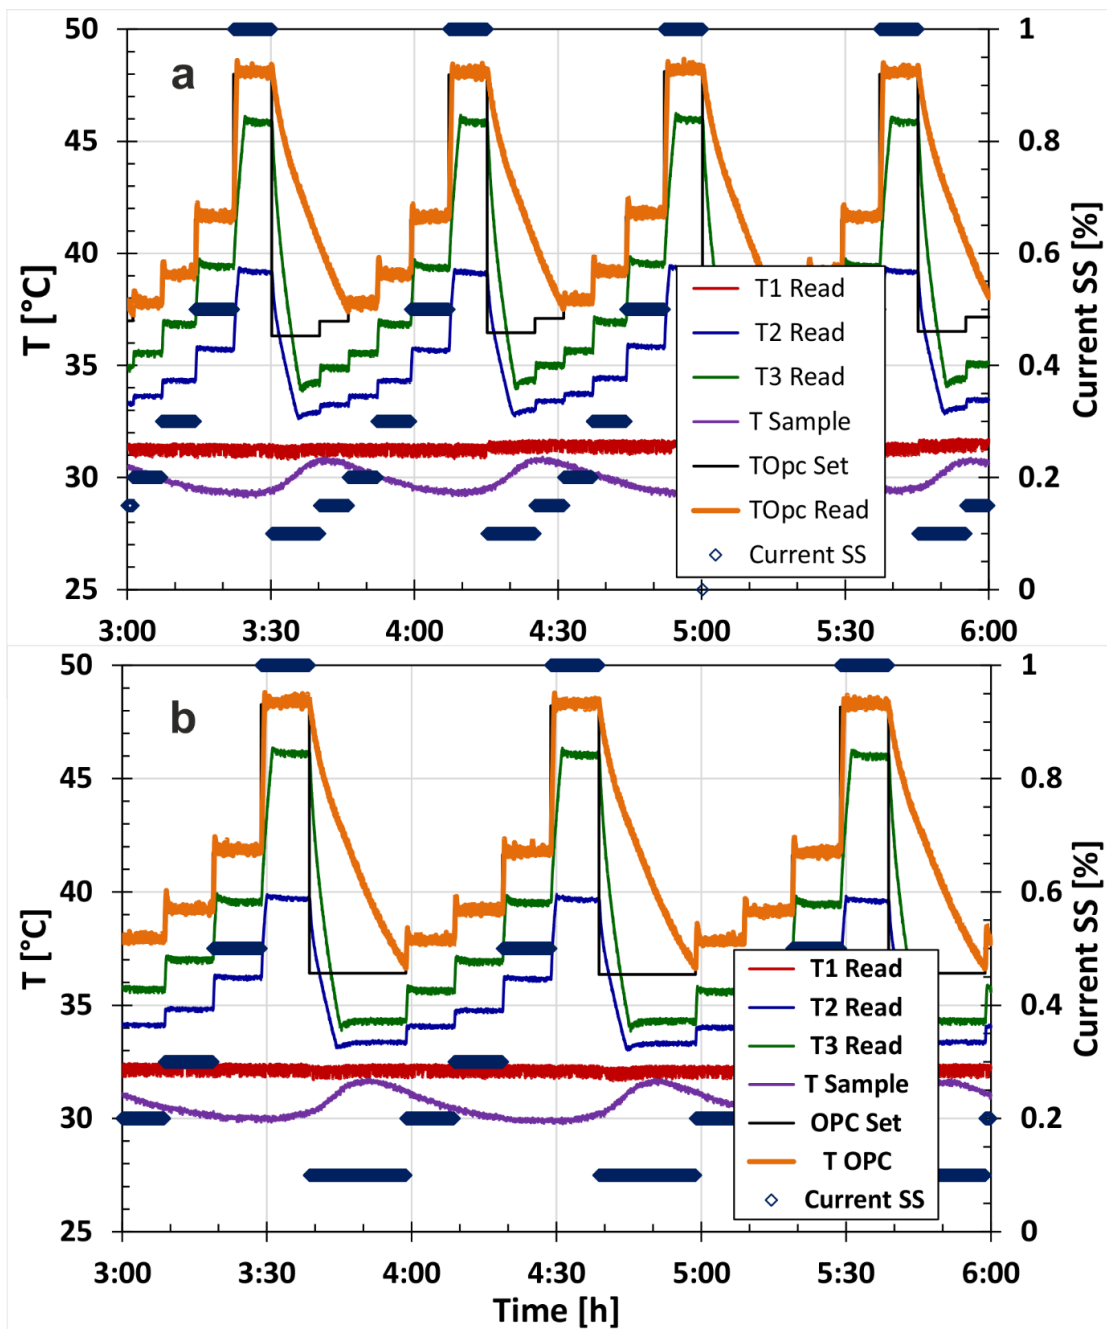 a
50
45
40
35
30
25
T [°C]
1
0.8
0.6
0.4
0.2
0
Current SS [%]
T1 Read
T2 Read
T3 Read
T Sample
TOpc Set
TOpc Read
Current SS
3:00 3:30 4:00 4:30 5:00 5:30 6:00
b
50
45
40
35
30
25
T [°C]
1
0.8
0.6
0.4
0.2
0
Current SS [%]
T1 Read
T2 Read
T3 Read
T Sample
OPC Set
T OPC
Current SS
3:00 3:30 4:00 4:30 5:00 5:30 6:00
Time [h]